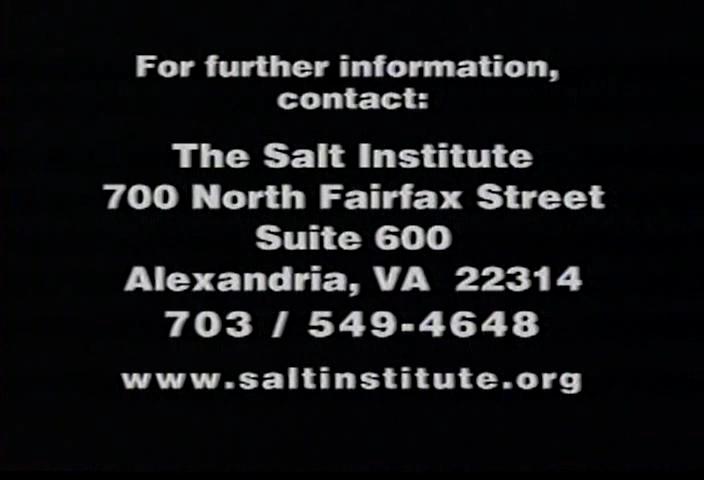 For further information,
contact:
The Salt Institute
700 North Fairfax Street
Suite 600
Alexandria, VA 22314
703 / 549-4648
www.saltinstitute.org